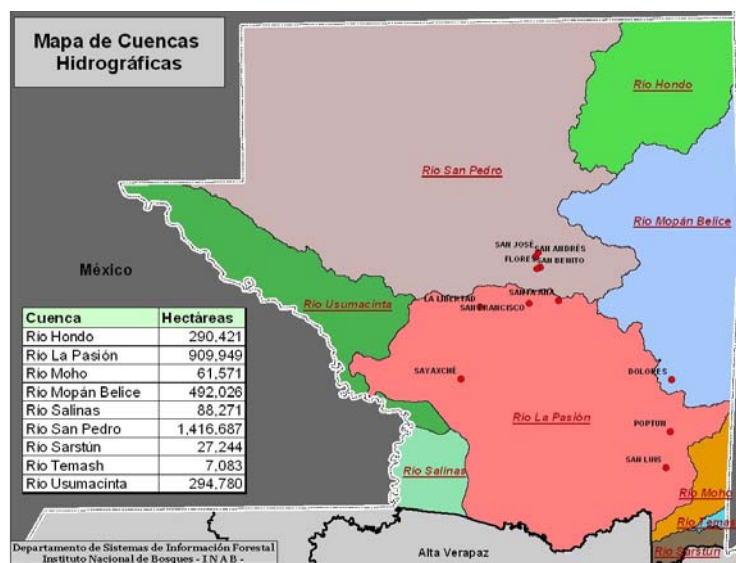 Mapa de Cuencas
Hidrográficas
Río Hondo
Río San Pedro
Río Mopán Belice
SAN JOSÉ
SAN ANDRÉS
FLORES
SAN BENITO
México
Río Usumacinta
LA LIBERTAD
SANTA ANA
SAN FRANCISCO
Cuenca Hectáreas
Río Hondo 290,421
Río La Pasión 909,949
Río Moho 61,571
Río Mopán Belice 492,026
Río Salinas 88,271
Río San Pedro 1,416,687
Río Sarstún 27,244
Río Temash 7,083
Río Usumacinta 294,780
SAYAXCHÉ
DOLORES
Río La Pasión
POPTUN
SAN LUIS
Río Salinas
Río Moho
Río Temas
Río Sarstún
Alta Verapaz
Departamento de Sistemas de Información Forestal
Instituto Nacional de Bosques - I N A B -